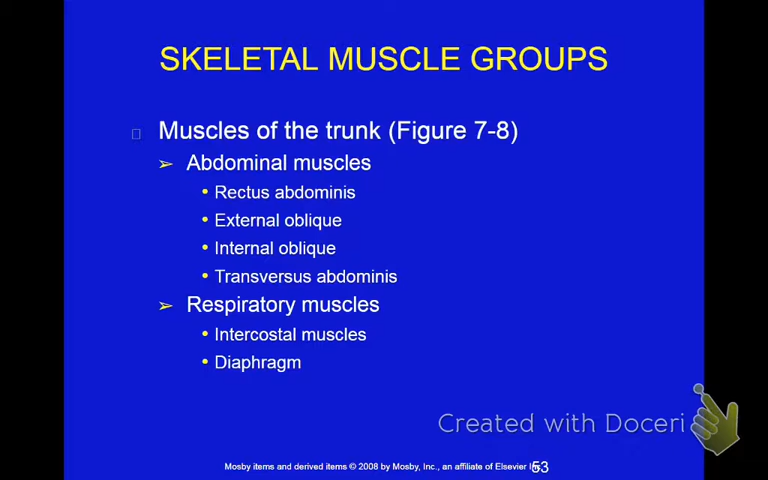 SKELETAL MUSCLE GROUPS
Muscles of the trunk (Figure 7-8)
➢ Abdominal muscles
• Rectus abdominis
• External oblique
• Internal oblique
• Transversus abdominis
➢ Respiratory muscles
• Intercostal muscles
• Diaphragm
Created with Doceri
Mosby items and derived items © 2008 by Mosby, Inc., an affiliate of Elsevier 53